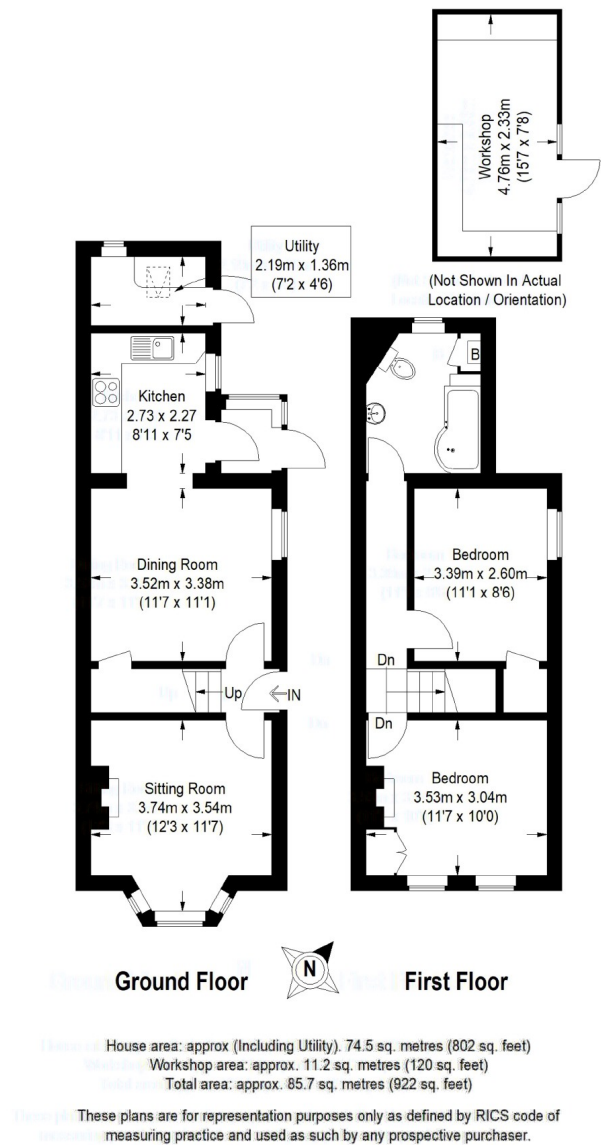 Workshop
4.76m x 2.33m
(15'7 x 7'8)
(Not Shown In Actual
Location / Orientation)
Utility
2.19m x 1.36m
(7'2 x 4'6)
Kitchen
2.73 x 2.27
8'11 x 7'5
Dining Room
3.52m x 3.38m
(11'7 x 11'1)
Up
IN
Sitting Room
3.74m x 3.54m
(12'3 x 11'7)
B
Bedroom
3.39m x 2.60m
(11'1 x 8'6)
Dn
Dn
Bedroom
3.53m x 3.04m
(11'7 x 10'0)
Ground Floor
N
First Floor
House area: approx (Including Utility). 74.5 sq. metres (802 sq. feet)
Workshop area: approx. 11.2 sq. metres (120 sq. feet)
Total area: approx. 85.7 sq. metres (922 sq. feet)
These plans are for representation purposes only as defined by RICS code of
measuring practice and used as such by any prospective purchaser.